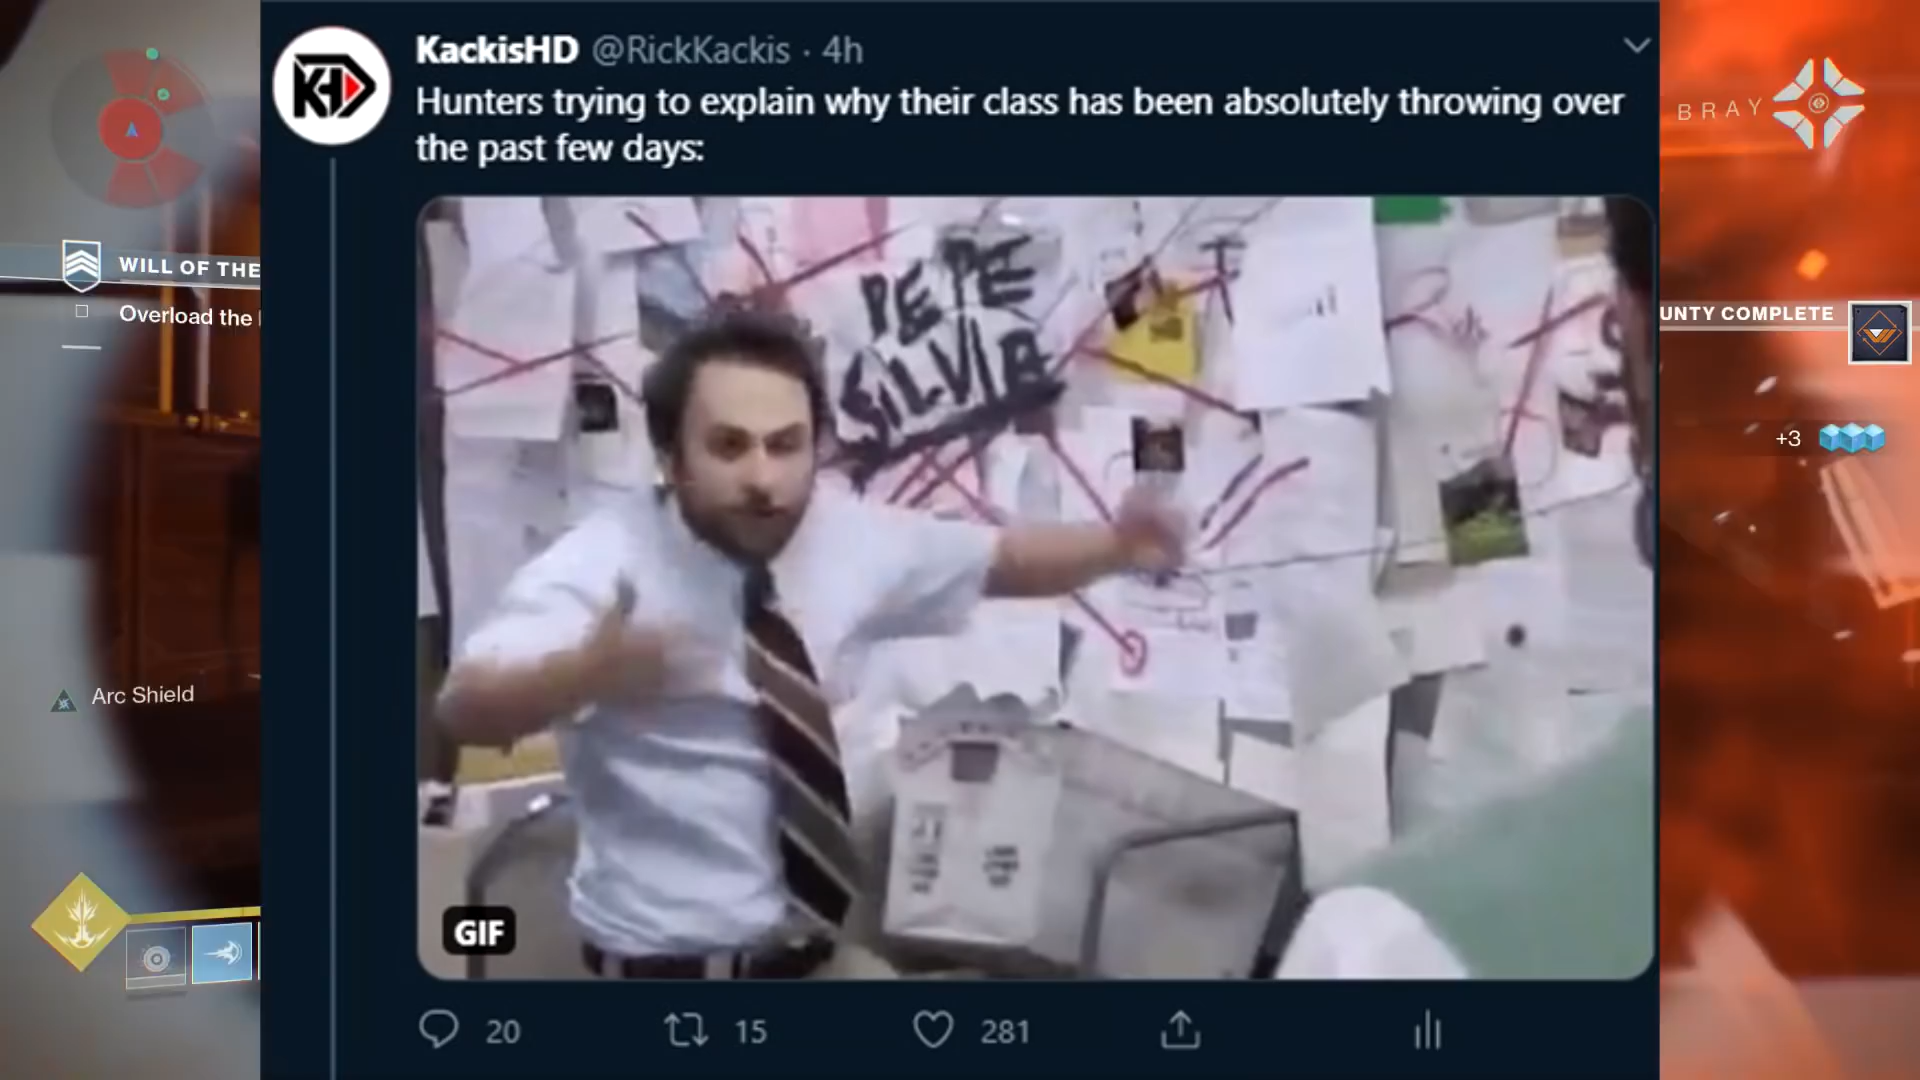 KackisHD @RickKackis · 4h
Hunters trying to explain why their class has been absolutely throwing over
the past few days:
PEPE
SILVIA
GIF
20 15 281
WILL OF THE
Overload the
Arc Shield
BRAY
UNTY COMPLETE
+3